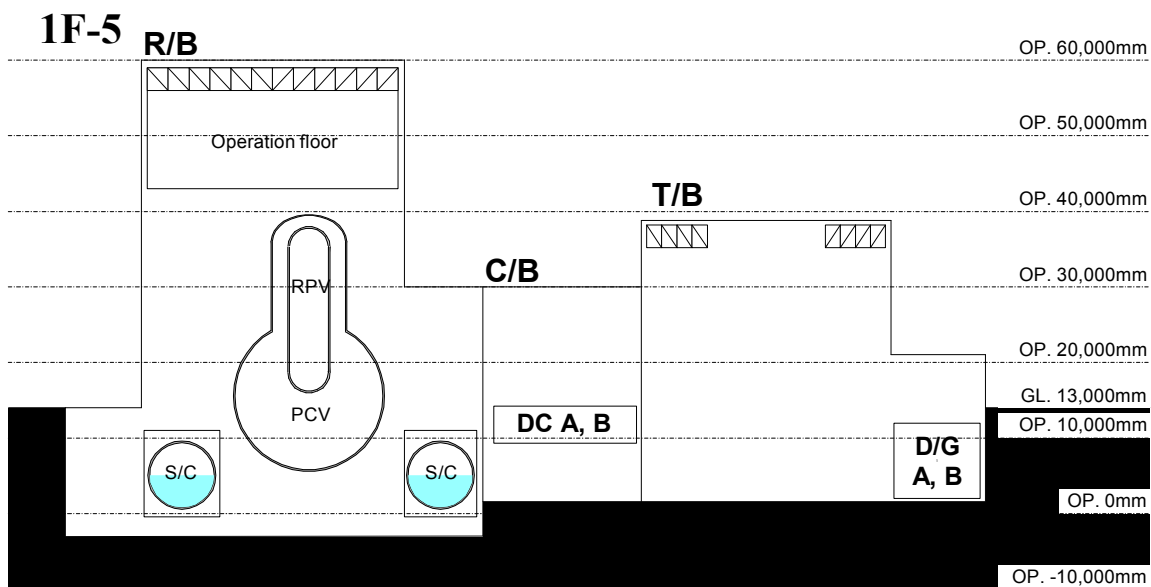 1F-5
R/B
OP. 60,000mm
Operation floor
OP. 50,000mm
T/B
OP. 40,000mm
C/B
RPV
OP. 30,000mm
OP. 20,000mm
GL. 13,000mm
PCV
DC A, B
OP. 10,000mm
D/G
A, B
S/C
S/C
OP. 0mm
OP. -10,000mm